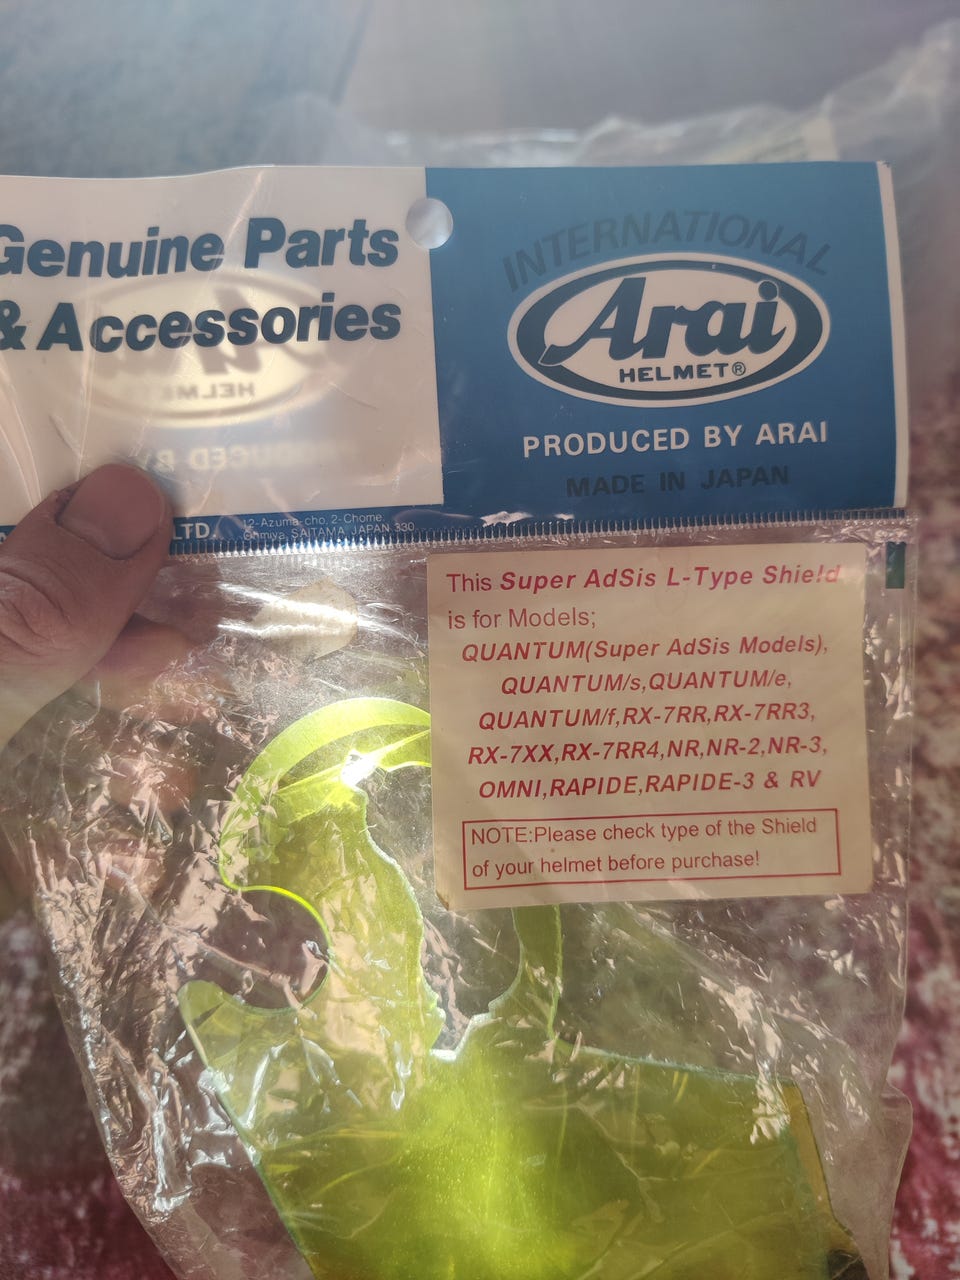 Genuine Parts
& Accessories
INTERNATIONAL
Arai
HELMET®
PRODUCED BY ARAI
MADE IN JAPAN
LTD.
12-Azuma-cho, 2-Chome
Omiya, SAITAMA, JAPAN 330
This Super AdSis L-Type Shield
is for Models;
QUANTUM(Super AdSis Models),
QUANTUM/s,QUANTUM/e,
QUANTUM/f,RX-7RR,RX-7RR3,
RX-7XX,RX-7RR4,NR,NR-2,NR-3,
OMNI,RAPIDE,RAPIDE-3 & RV
NOTE:Please check type of the Shield
of your helmet before purchase!